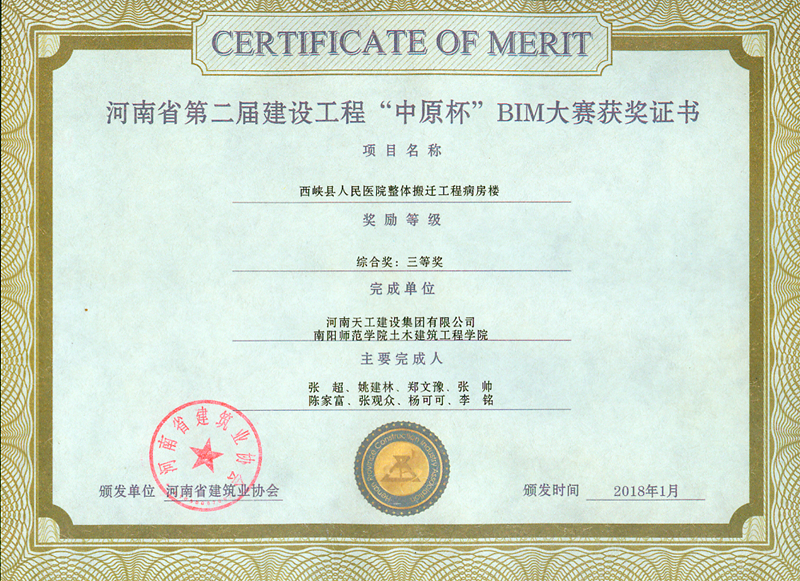 CERTIFICATE OF MERIT
河南省第二届建设工程“中原杯”BIM大赛获奖证书
项目名称
西峡县人民医院整体搬迁工程病房楼
奖励等级
综合奖：三等奖
完成单位
河南天工建设集团有限公司
南阳师范学院土木建筑工程学院
主要完成人
张 超、姚建林、郑文豫、张 帅
陈家富、张观众、杨可可、李 铭
河南省建筑业协会
Henan Province Construction Industry Association
颁发单位 河南省建筑业协会
颁发时间 2018年1月